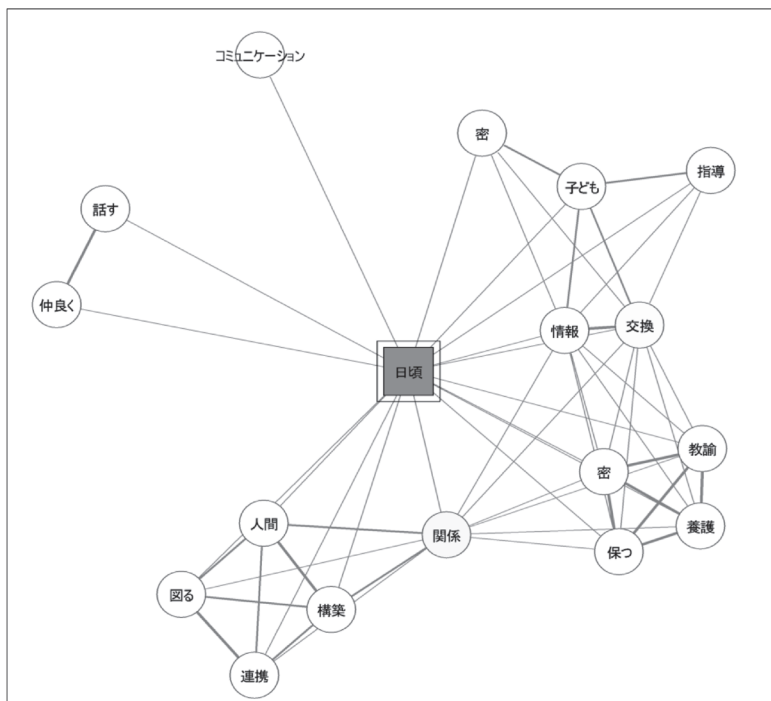 コミュニケーション
密
指導
子ども
話す
仲良く
情報
交換
日頃
教諭
密
養護
人間
関係
保つ
図る
構築
連携